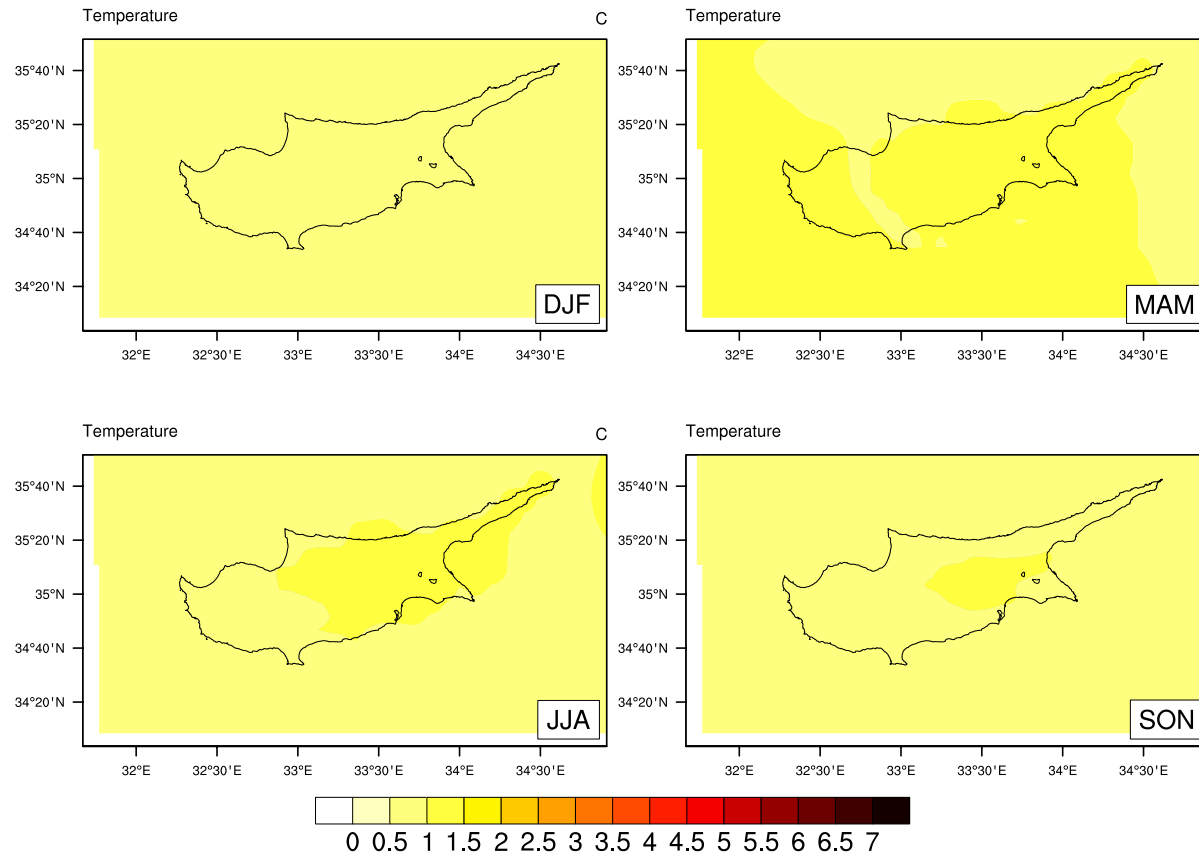 Temperature C Temperature
35°40'N 35°40'N
35°20'N 35°20'N
35°N 35°N
34°40'N 34°40'N
34°20'N 34°20'N
DJF MAM
32°E 32°30'E 33°E 33°30'E 34°E 34°30'E 32°E 32°30'E 33°E 33°30'E 34°E 34°30'E
Temperature C Temperature
35°40'N 35°40'N
35°20'N 35°20'N
35°N 35°N
34°40'N 34°40'N
34°20'N 34°20'N
JJA SON
32°E 32°30'E 33°E 33°30'E 34°E 34°30'E 32°E 32°30'E 33°E 33°30'E 34°E 34°30'E
0 0.5 1 1.5 2 2.5 3 3.5 4 4.5 5 5.5 6 6.5 7